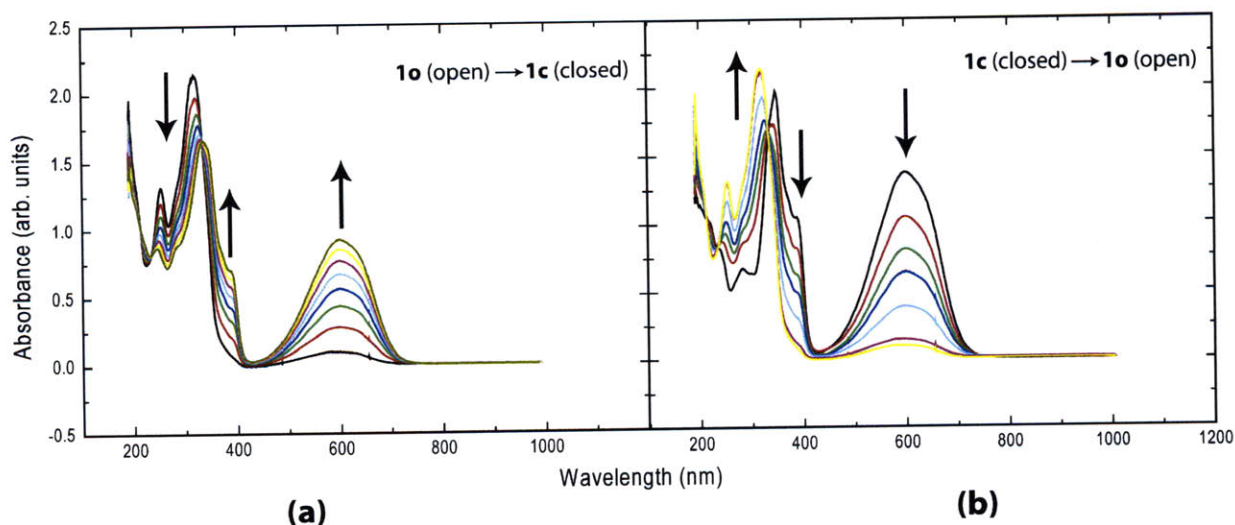 2.5
2.0
1.5
1.0
0.5
0.0
-0.5
Absorbance (arb. units)
1o (open) → 1c (closed)
1c (closed) → 1o (open)
200 400 600 800 1000
200 400 600 800 1000 1200
Wavelength (nm)
(a)
(b)